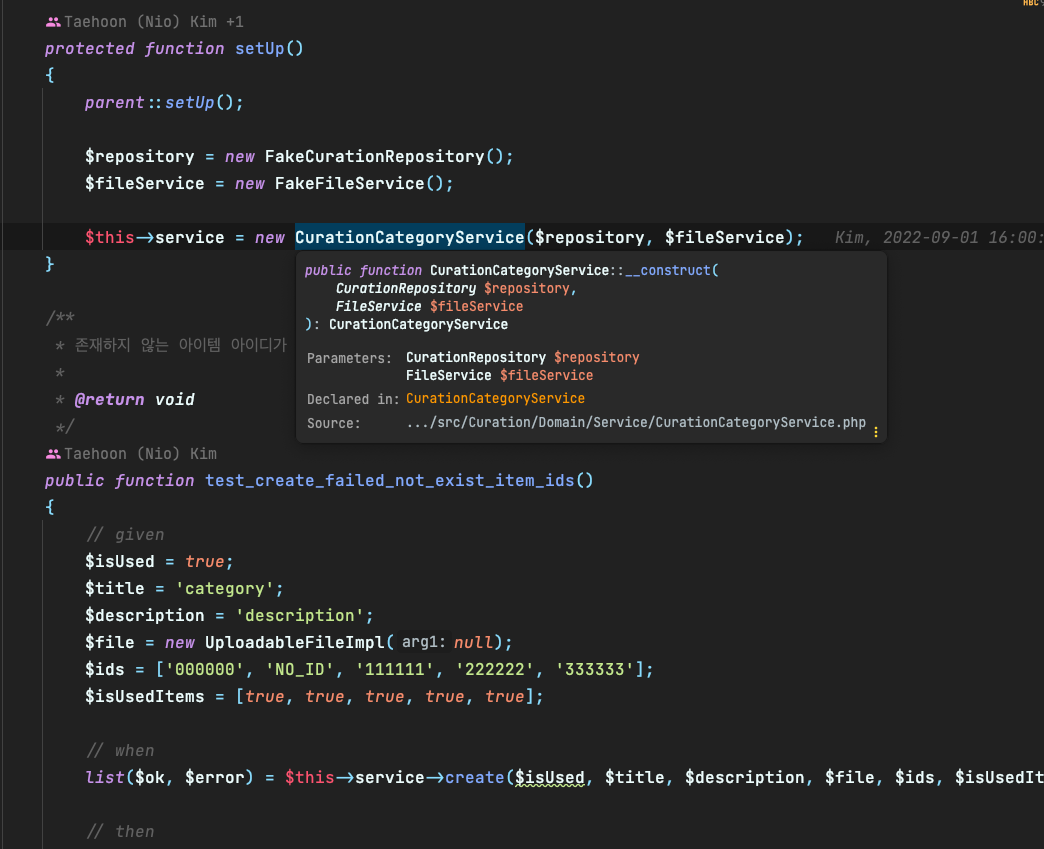 Taehoon (Nio) Kim +1
protected function setUp()
{
parent::setUp();
$repository = new FakeCurationRepository();
$fileService = new FakeFileService();
$this->service = new CurationCategoryService($repository, $fileService); Kim, 2022-09-01 16:00:
}
public function CurationCategoryService::__construct(
CurationRepository $repository,
FileService $fileService
): CurationCategoryService
Parameters: CurationRepository $repository
FileService $fileService
Declared in: CurationCategoryService
Source: .../src/Curation/Domain/Service/CurationCategoryService.php
/**
* 존재하지 않는 아이템 아이디가
*
* @return void
*/
Taehoon (Nio) Kim
public function test_create_failed_not_exist_item_ids()
{
// given
$isUsed = true;
$title = 'category';
$description = 'description';
$file = new UploadableFileImpl( arg1: null);
$ids = ['000000', 'NO_ID', '111111', '222222', '333333'];
$isUsedItems = [true, true, true, true, true];
// when
list($ok, $error) = $this->service->create($isUsed, $title, $description, $file, $ids, $isUsedIt
// then